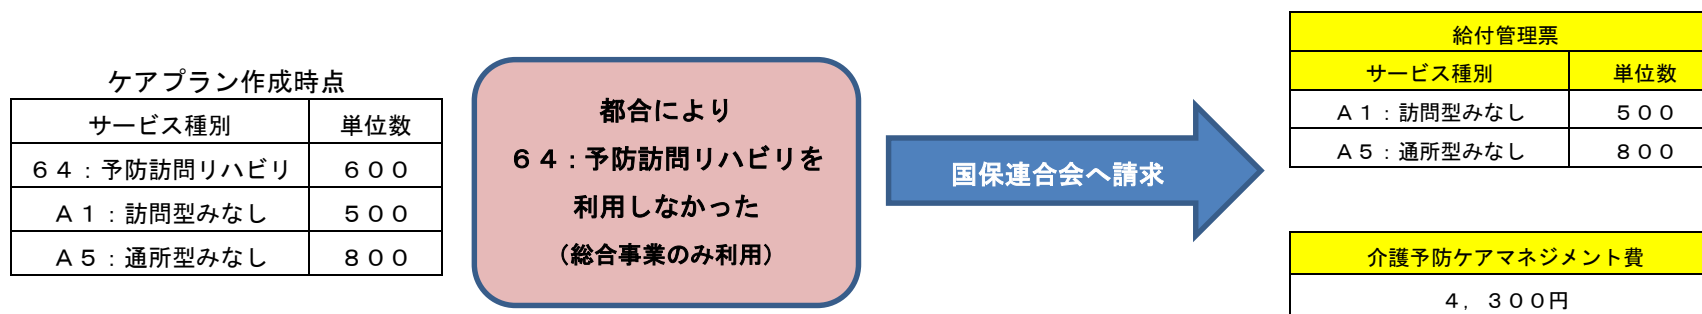 ケアプラン作成時点
サービス種別 単位数
64：予防訪問リハビリ 600
A1：訪問型みなし 500
A5：通所型みなし 800
都合により
64：予防訪問リハビリを
利用しなかった
（総合事業のみ利用）
国保連合会へ請求
給付管理票
サービス種別 単位数
A1：訪問型みなし 500
A5：通所型みなし 800
介護予防ケアマネジメント費
4，300円